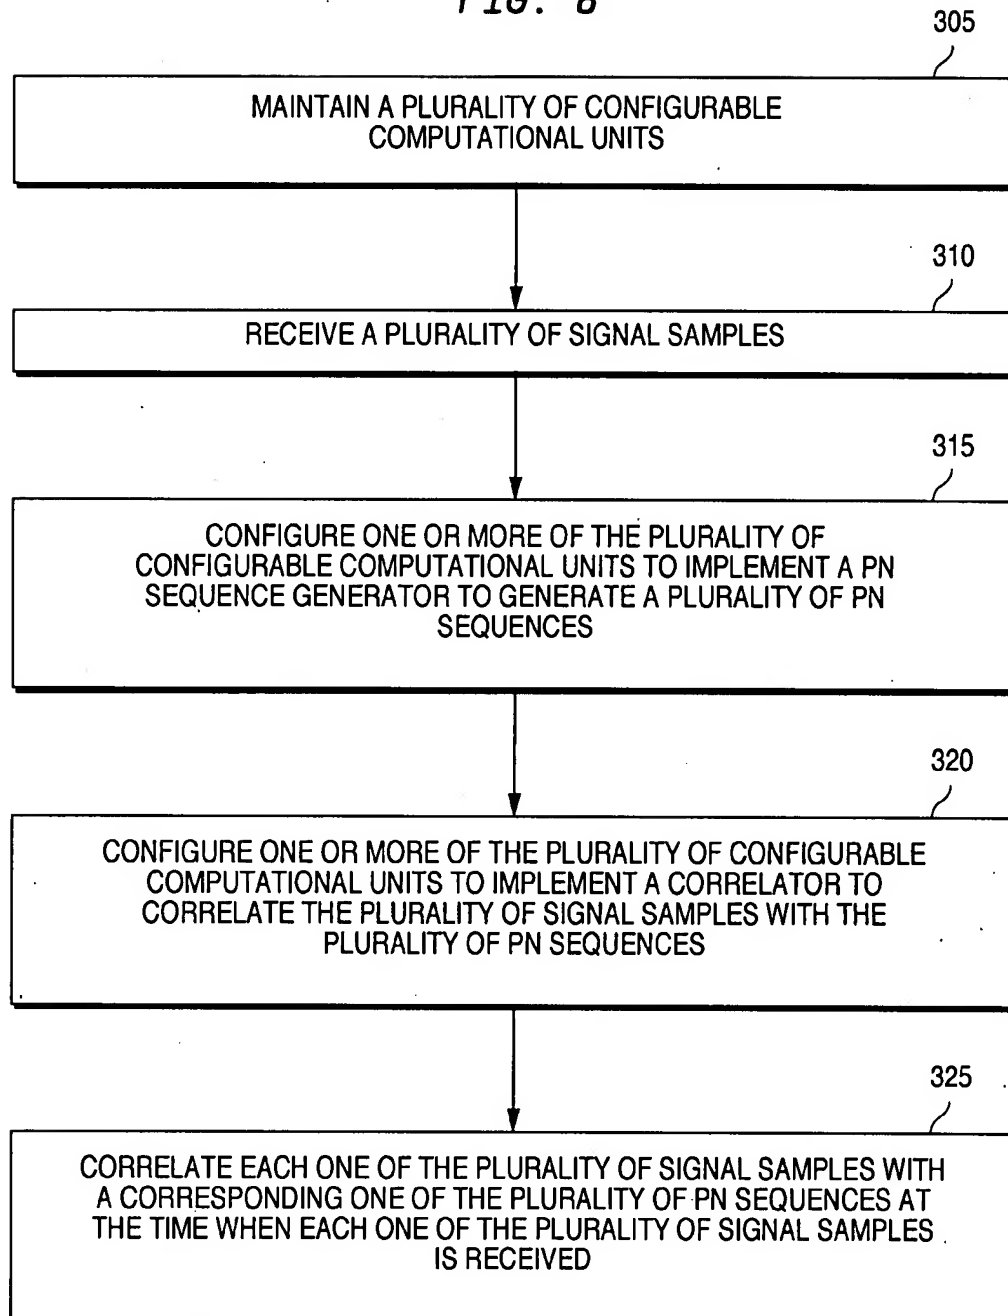 FIG.
305
MAINTAIN A PLURALITY OF CONFIGURABLE
COMPUTATIONAL UNITS
310
RECEIVE A PLURALITY OF SIGNAL SAMPLES
315
CONFIGURE ONE OR MORE OF THE PLURALITY OF
CONFIGURABLE COMPUTATIONAL UNITS TO IMPLEMENT A PN
SEQUENCE GENERATOR TO GENERATE A PLURALITY OF PN
SEQUENCES
320
CONFIGURE ONE OR MORE OF THE PLURALITY OF CONFIGURABLE
COMPUTATIONAL UNITS TO IMPLEMENT A CORRELATOR TO
CORRELATE THE PLURALITY OF SIGNAL SAMPLES WITH THE
PLURALITY OF PN SEQUENCES
325
CORRELATE EACH ONE OF THE PLURALITY OF SIGNAL SAMPLES WITH
A CORRESPONDING ONE OF THE PLURALITY OF PN SEQUENCES AT
THE TIME WHEN EACH ONE OF THE PLURALITY OF SIGNAL SAMPLES
IS RECEIVED